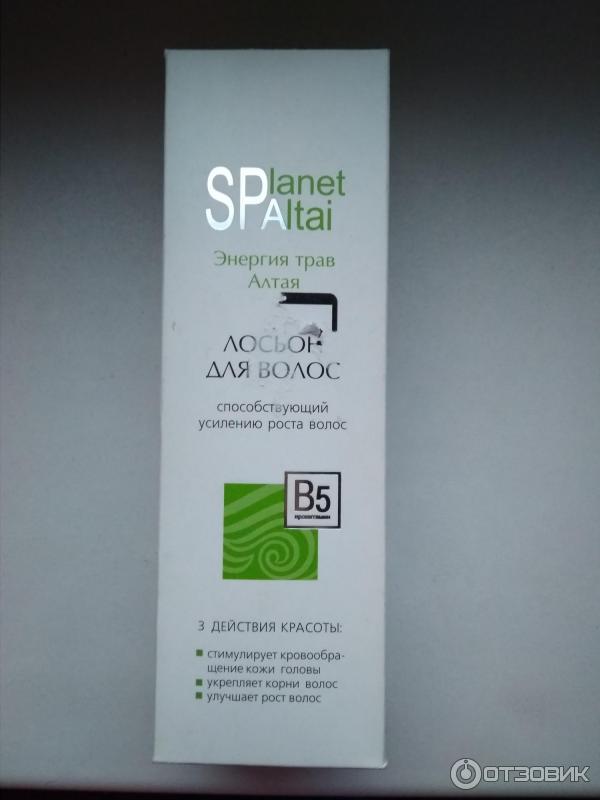 SPlanet
Altai
Энергия трав
Алтая
ЛОСЬОН
ДЛЯ ВОЛОС
способствующий
усилению роста волос
B5
провитамин
3 ДЕЙСТВИЯ КРАСОТЫ:
стимулирует кровообра-
щение кожи головы
укрепляет корни волос
улучшает рост волос
ОТЗОВИК